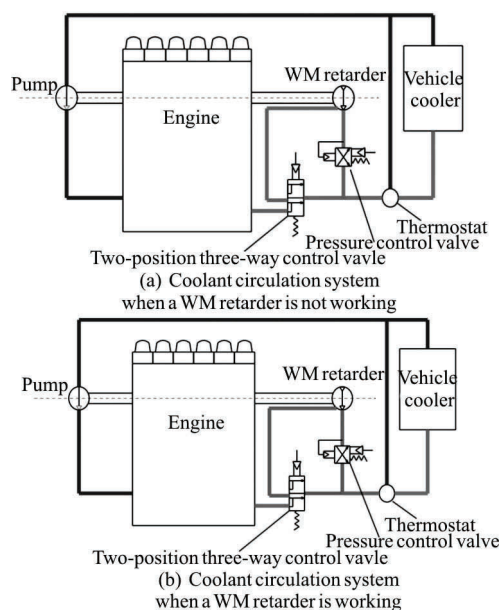 Pump
WM retarder
Vehicle
cooler
Engine
Thermostat
Pressure control valve
Two-position three-way control vavle
(a) Coolant circulation system
when a WM retarder is not working
Pump
WM retarder
Vehicle
cooler
Engine
Thermostat
Pressure control valve
Two-position three-way control vavle
(b) Coolant circulation system
when a WM retarder is working